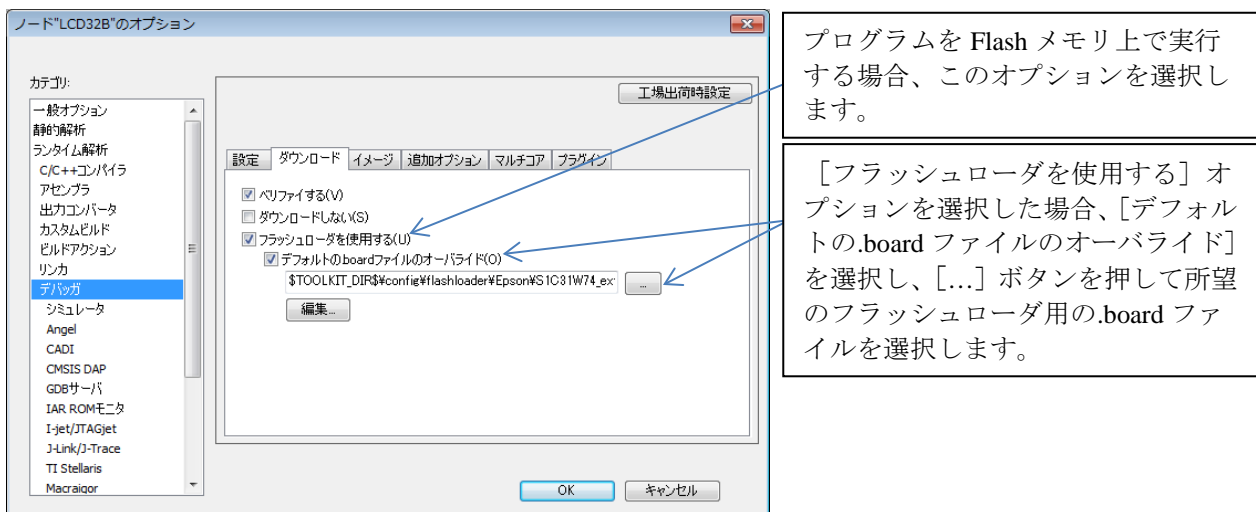 ノード"LCD32B"のオプション
カテゴリ:
一般オプション
静的解析
ランタイム解析
C/C++コンパイラ
アセンブラ
出力コンバータ
カスタムビルド
ビルドアクション
リンカ
デバッガ
シミュレータ
Angel
CADI
CMSIS DAP
GDBサーバ
IAR ROMモニタ
I-jet/JTAGjet
J-Link/J-Trace
TI Stellaris
Macraigor
工場出荷時設定
設定 ダウンロード イメージ 追加オプション マルチコア プラグイン
ベリファイする(V)
ダウンロードしない(S)
フラッシュローダを使用する(U)
デフォルトの.boardファイルのオーバライド(O)
$TOOLKIT_DIR$¥config¥flashloader¥Epson¥S1C31W74_ex
...
編集...
OK キャンセル
プログラムを Flash メモリ上で実行
する場合、このオプションを選択し
ます。
［フラッシュローダを使用する］オ
プションを選択した場合、［デフォル
トの.board ファイルのオーバライド］
を選択し、［…］ボタンを押して所望
のフラッシュローダ用の.board ファ
イルを選択します。